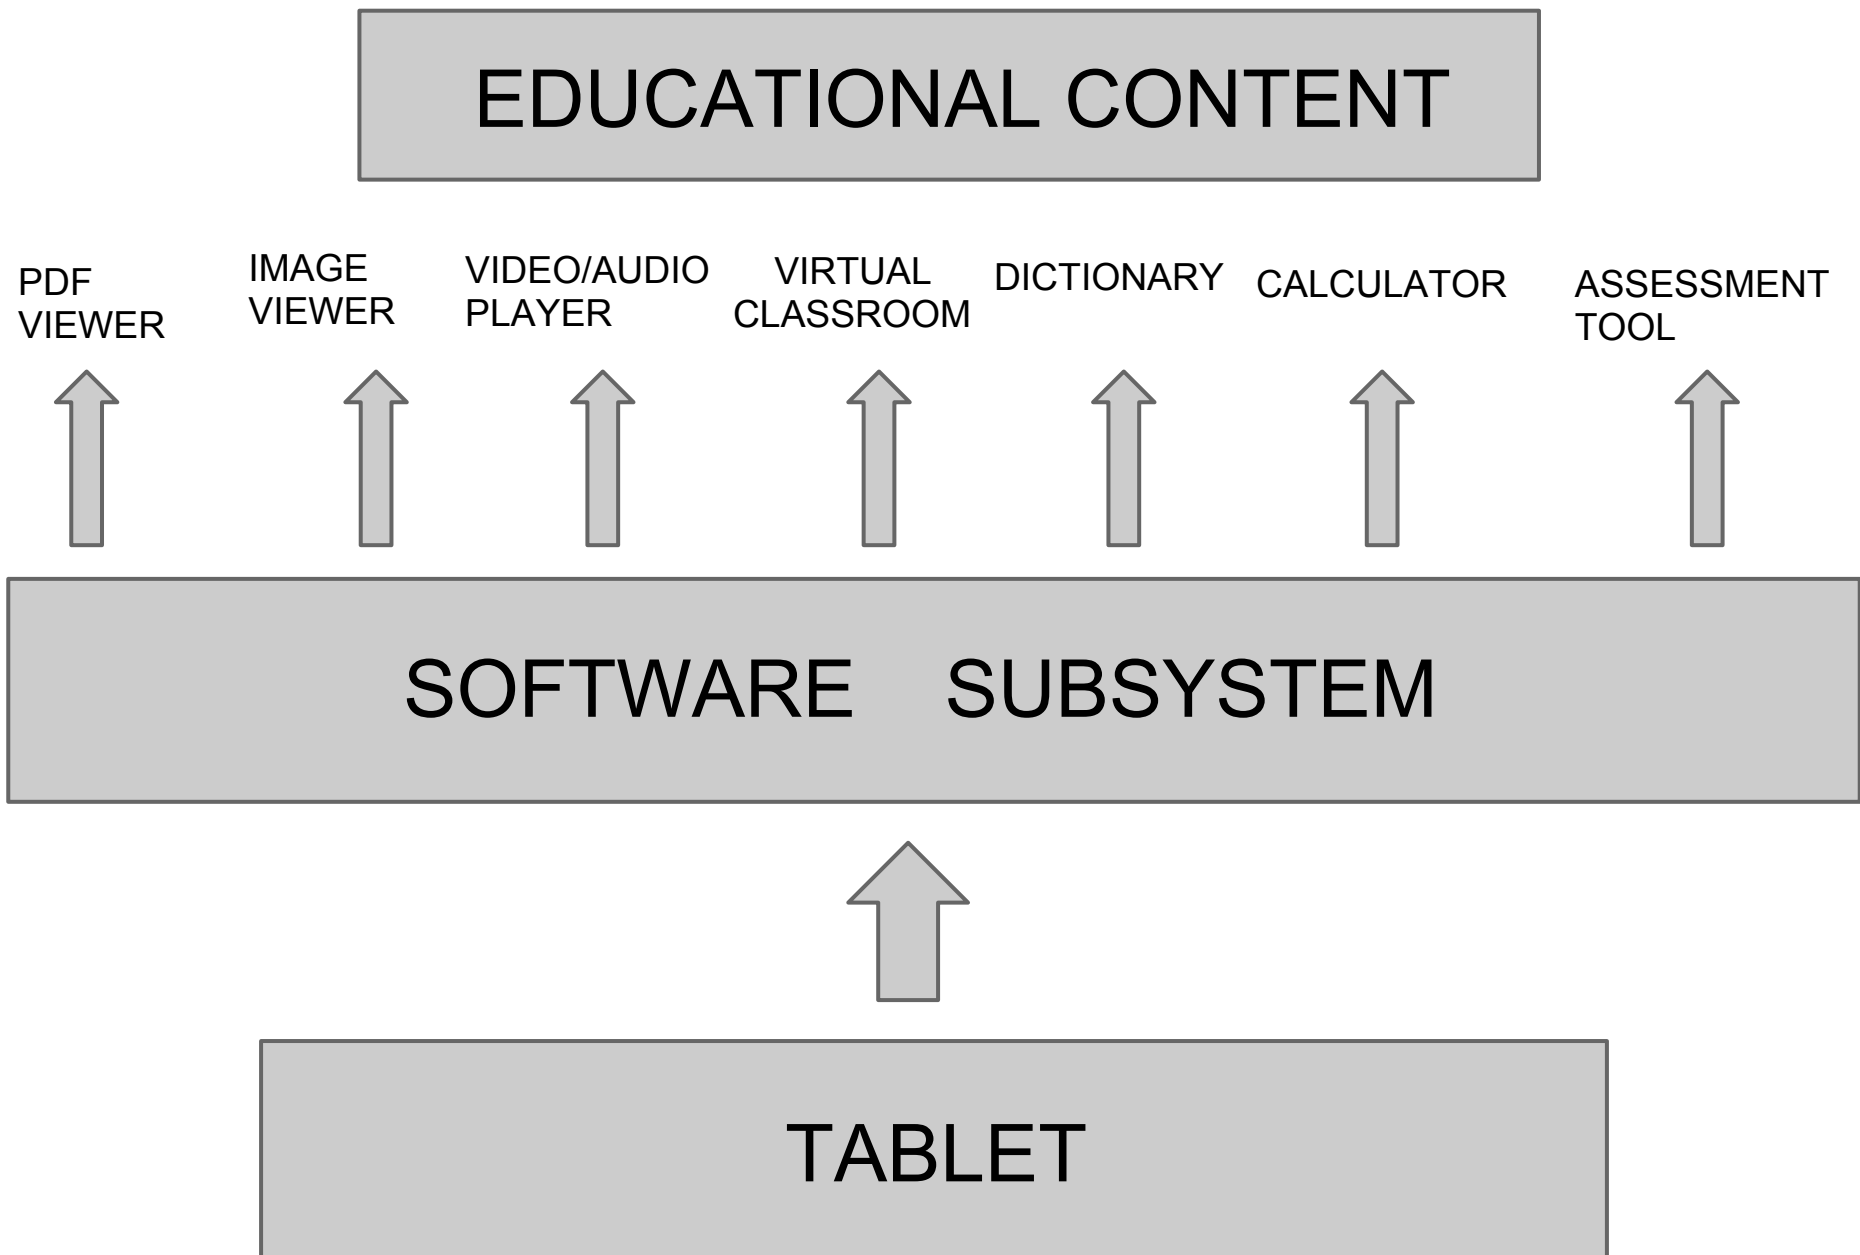 EDUCATIONAL CONTENT
PDF
VIEWER
IMAGE
VIEWER
VIDEO/AUDIO
PLAYER
VIRTUAL
CLASSROOM
DICTIONARY
CALCULATOR
ASSESSMENT
TOOL
SOFTWARE SUBSYSTEM
TABLET